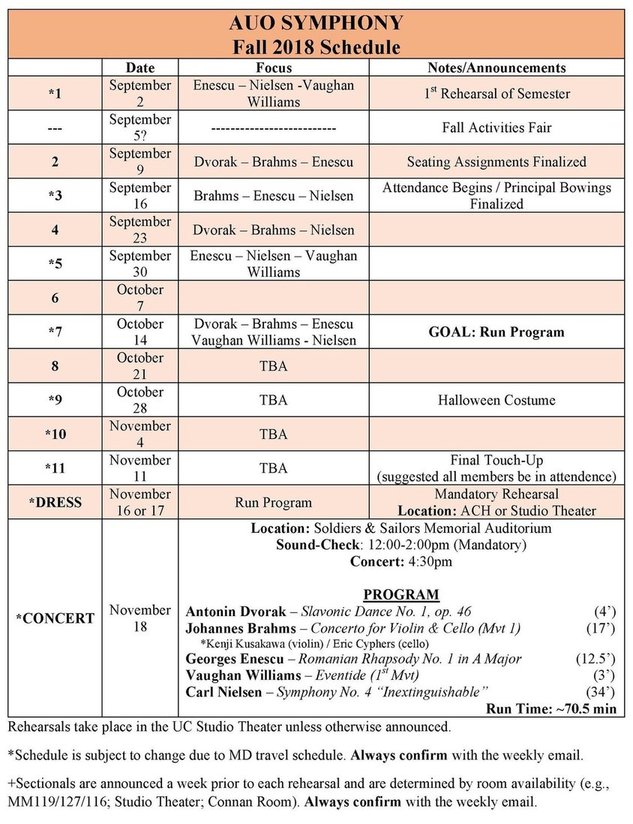 AUO SYMPHONY
Fall 2018 Schedule
Date Focus Notes/Announcements
*1 September 2 Enescu – Nielsen -Vaughan Williams 1st Rehearsal of Semester
--- September 5? ------------------------- Fall Activities Fair
2 September 9 Dvorak – Brahms – Enescu Seating Assignments Finalized
*3 September 16 Brahms – Enescu – Nielsen Attendance Begins / Principal Bowings Finalized
4 September 23 Dvorak – Brahms – Nielsen
*5 September 30 Enescu – Nielsen – Vaughan Williams
6 October 7
*7 October 14 Dvorak – Brahms – Enescu Vaughan Williams - Nielsen GOAL: Run Program
8 October 21 TBA
*9 October 28 TBA Halloween Costume
*10 November 4 TBA
*11 November 11 TBA Final Touch-Up (suggested all members be in attendence)
*DRESS November 16 or 17 Run Program Mandatory Rehearsal Location: ACH or Studio Theater
*CONCERT November 18
Location: Soldiers & Sailors Memorial Auditorium
Sound-Check: 12:00-2:00pm (Mandatory)
Concert: 4:30pm
PROGRAM
Antonin Dvorak – Slavonic Dance No. 1, op. 46 (4’)
Johannes Brahms – Concerto for Violin & Cello (Mvt 1) (17’)
*Kenji Kusakawa (violin) / Eric Cyphers (cello)
Georges Enescu – Romanian Rhapsody No. 1 in A Major (12.5’)
Vaughan Williams – Eventide (1st Mvt) (3’)
Carl Nielsen – Symphony No. 4 “Inextinguishable” (34’)
Run Time: ~70.5 min
Rehearsals take place in the UC Studio Theater unless otherwise announced.
*Schedule is subject to change due to MD travel schedule. Always confirm with the weekly email.
+Sectionals are announced a week prior to each rehearsal and are determined by room availability (e.g.,
MM119/127/116; Studio Theater; Connan Room). Always confirm with the weekly email.